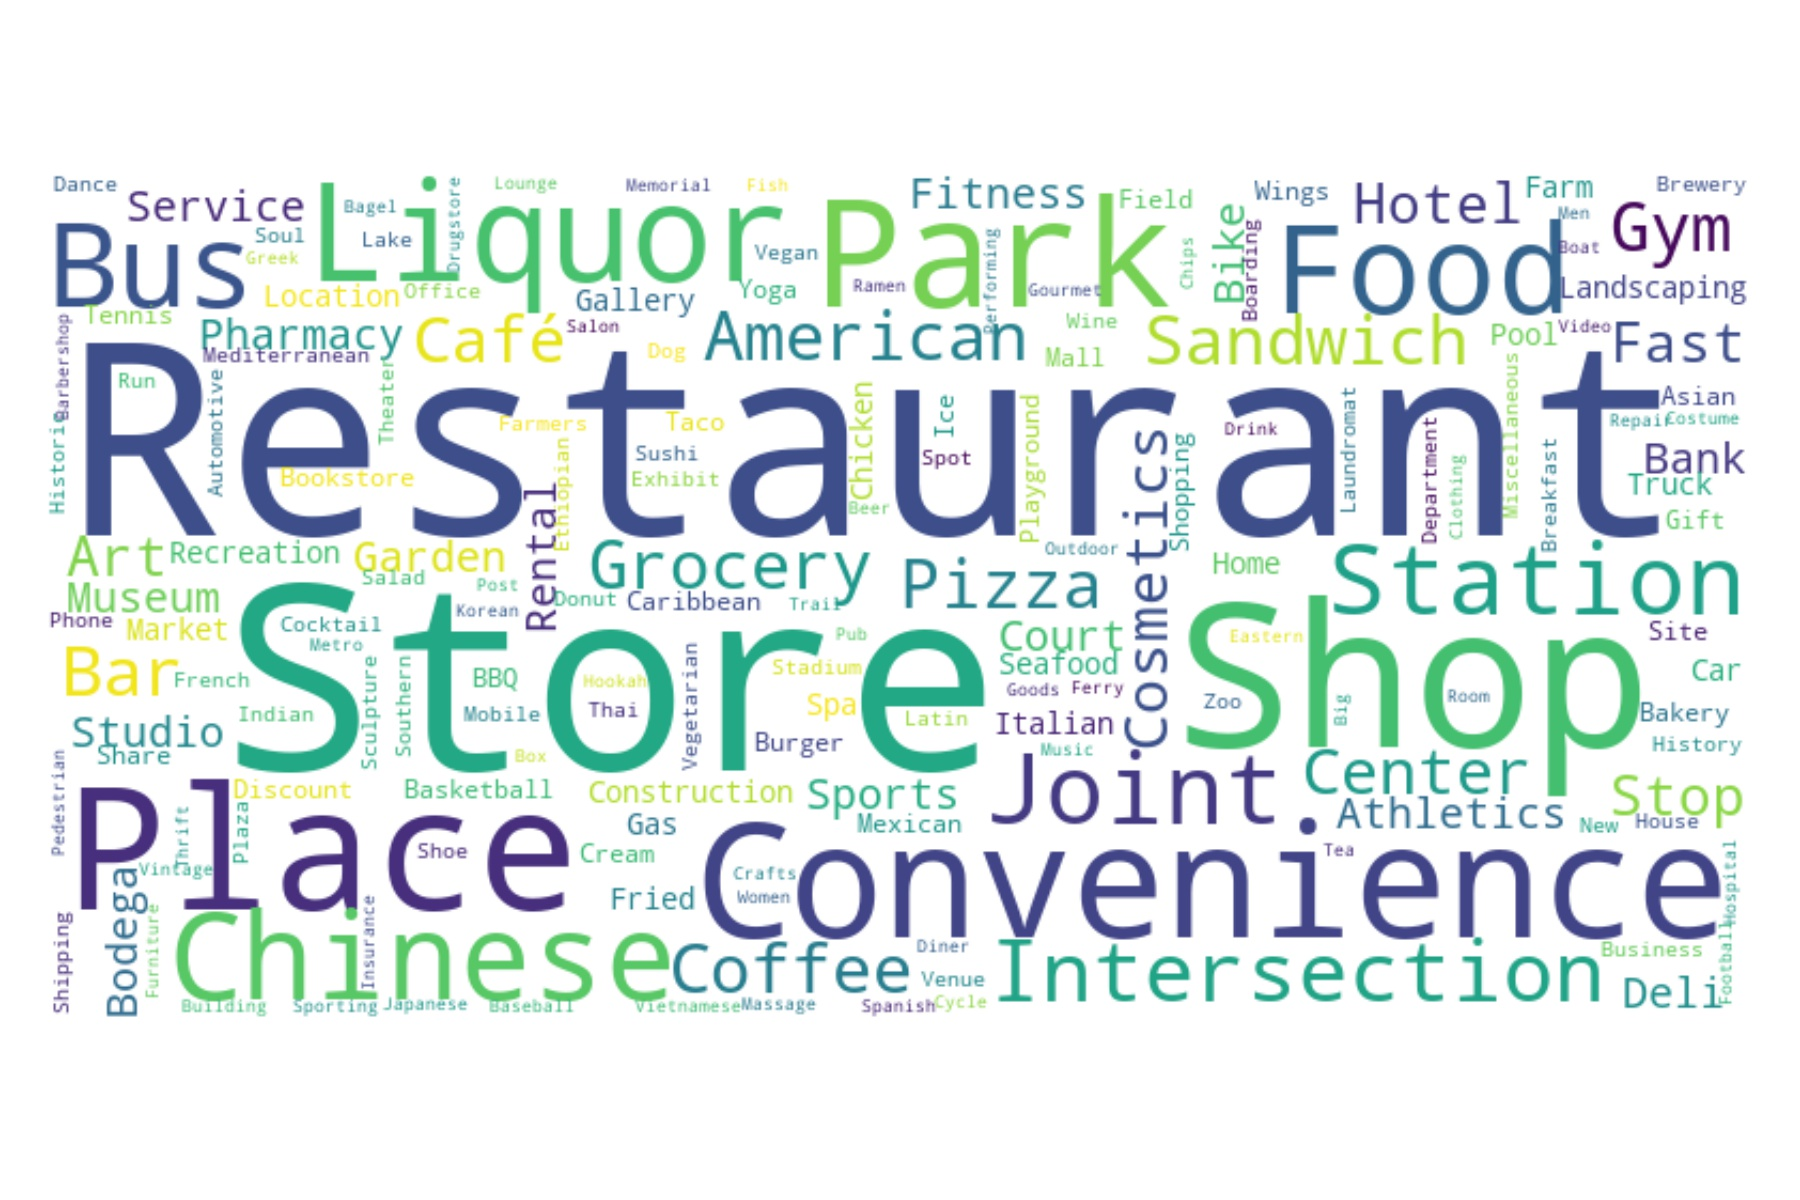 Dance
Service
Liquor
Bagel
Drugstore
Lounge
Memorial
Fish
Park
Fitness
Field
Wings
Hotel
Farm
Brewery
Bus
Soul
Greek
Lake
Vegan
Performing
Chips
Bike
Boarding
Food
Men
Boat
Gym
Location
Office
Gallery
Yoga
Ramen
Gourmet
Landscaping
Tennis
Pharmacy
Café
Salon
American
Wine
Sandwich
Pool
Video
Fast
Barbershop
Mediterranean
Dog
Mall
Restaurant
Run
Automotive
Theater
Farmers
Taco
Chicken
Ice
Playground
Drink
Laundromat
Department
Miscellaneous
Asian
Repair
Costume
Historic
Bookstore
Sushi
Exhibit
Spot
Beer
cosmetics
Shopping
Clothing
Breakfast
Bank
Truck
Gift
Rental
Ethiopian
Art
Recreation
Garden
Grocery
Outdoor
Pizza
Home
Station
Museum
Salad
Post
Donut
Caribbean
Trail
Phone
Market
Store
Cocktail
Metro
Korean
Pub
Court
Shop
Eastern
Site
Bar
French
Sculpture
Southern
BBQ
Hookah
Vegetarian
Stadium
Seafood
Goods
Ferry
Zoo
Big
Room
Car
Studio
Indian
Mobile
Thai
Spa
Latin
Italian
Bakery
Share
Box
Burger
Music
History
Pedestrian
Place
Discount
Basketball
Construction
Sports
Joint
Center
Stop
Thrift
Plaza
Gas
Mexican
Athletics
New
House
Vintage
Shoe
Cream
Convenience
Tea
Hospital
Bodega
Crafts
Women
Fried
Shipping
Furniture
Chinese
Insurance
Coffee
Diner
Venue
Intersection
Business
Football
Deli
Building
Sporting
Japanese
Baseball
Vietnamese
Massage
Spanish
Cycle